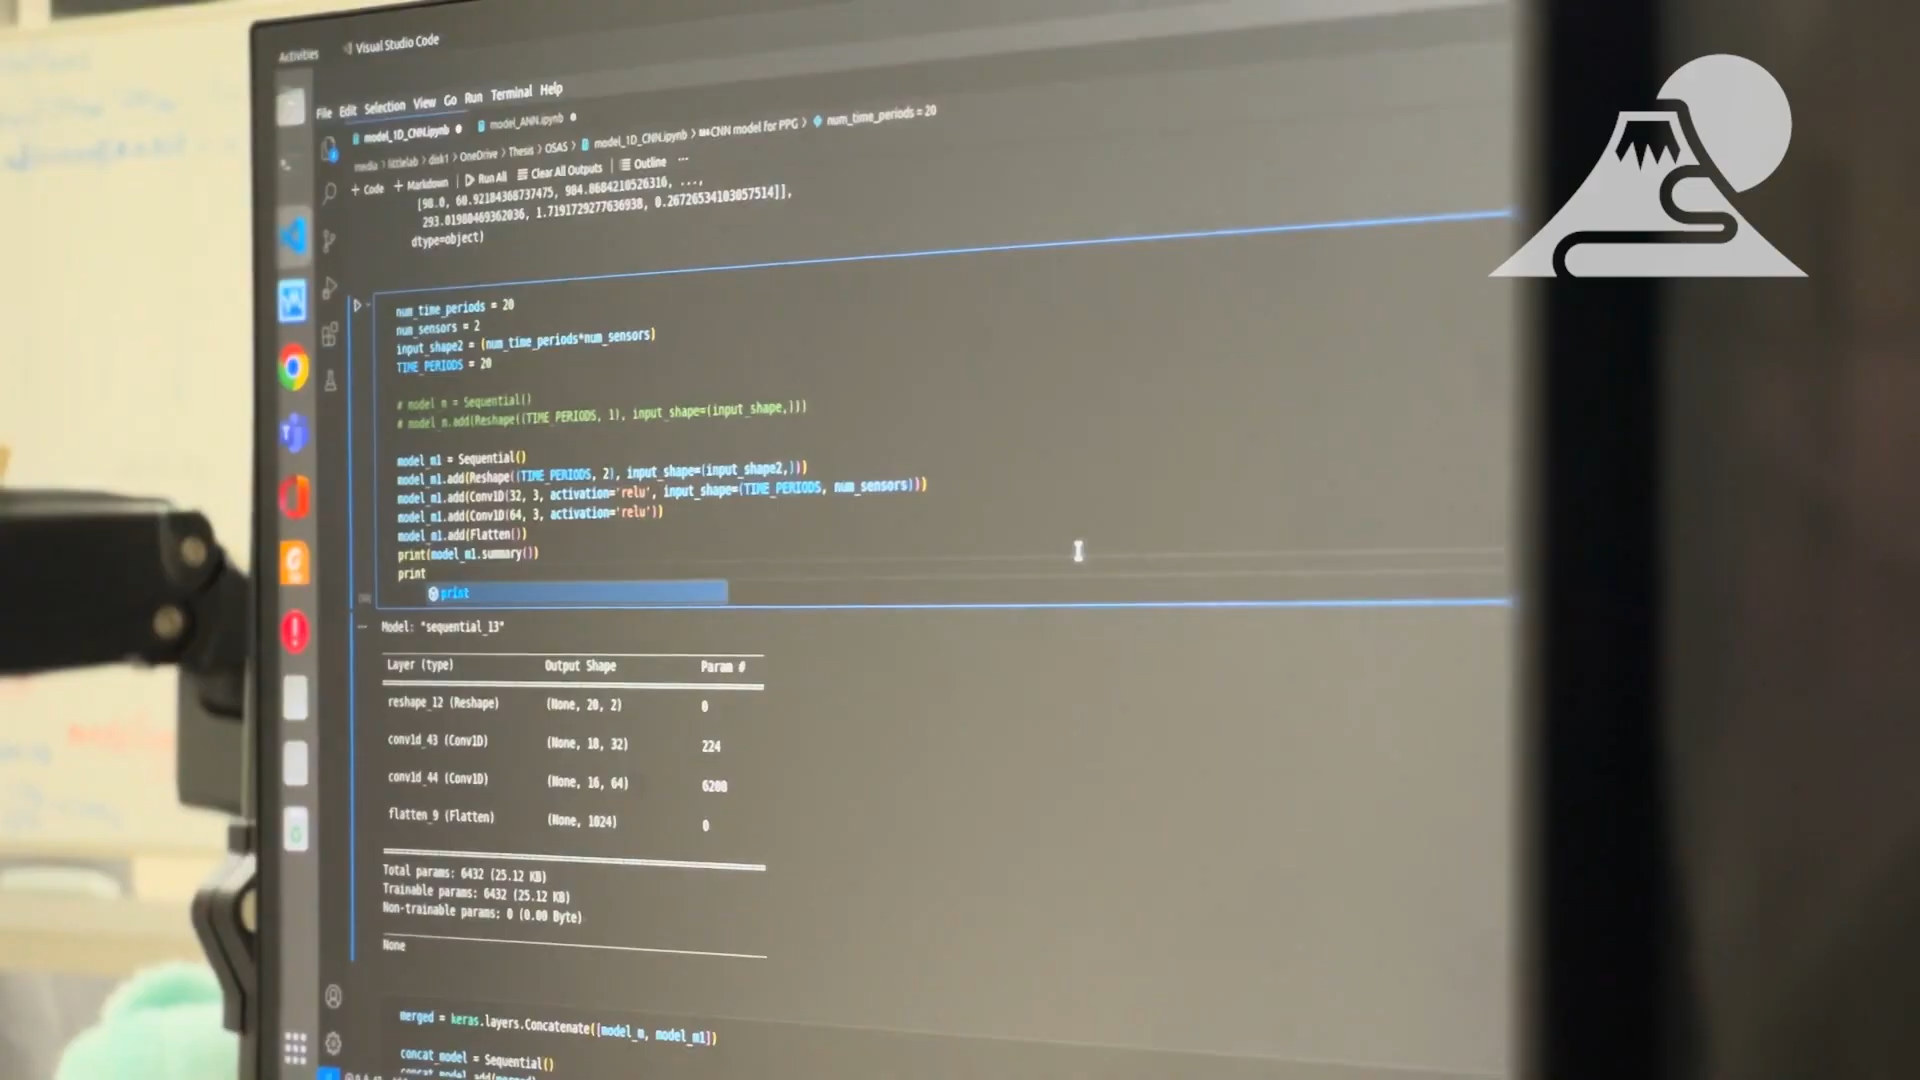 Activities
Visual Studio Code
File Edit Selection View Go Run Terminal Help
model_1D_CNN.ipynb
model_ANN.ipynb
media > littlelab > disk1 > OneDrive > Thesis > OSAS > model_1D_CNN.ipynb > CNN model for PPG > num_time_periods = 20
+ Code + Markdown Run All Clear All Outputs Outline ...
[98.0, 60.92184368737475, 984.8684210526316, ...,
293.01980469362036, 1.7191729277636938, 0.26726534103057514]],
dtype=object)
num_time_periods = 20
num_sensors = 2
input_shape2 = (num_time_periods*num_sensors)
TIME_PERIODS = 20
# model_m = Sequential()
# model_m.add(Reshape((TIME_PERIODS, 1), input_shape=(input_shape,)))
model_m1 = Sequential()
model_m1.add(Reshape((TIME_PERIODS, 2), input_shape=(input_shape2,)))
model_m1.add(Conv1D(32, 3, activation='relu', input_shape=(TIME_PERIODS, num_sensors)))
model_m1.add(Conv1D(64, 3, activation='relu'))
model_m1.add(Flatten())
print(model_m1.summary())
print
print
Model: "sequential_13"
Layer (type) Output Shape Param #
reshape_12 (Reshape) (None, 20, 2) 0
conv1d_43 (Conv1D) (None, 18, 32) 224
conv1d_44 (Conv1D) (None, 16, 64) 6208
flatten_9 (Flatten) (None, 1024) 0
Total params: 6432 (25.12 KB)
Trainable params: 6432 (25.12 KB)
Non-trainable params: 0 (0.00 Byte)
None
merged = keras.layers.Concatenate([model_m, model_m1])
concat_model = Sequential()